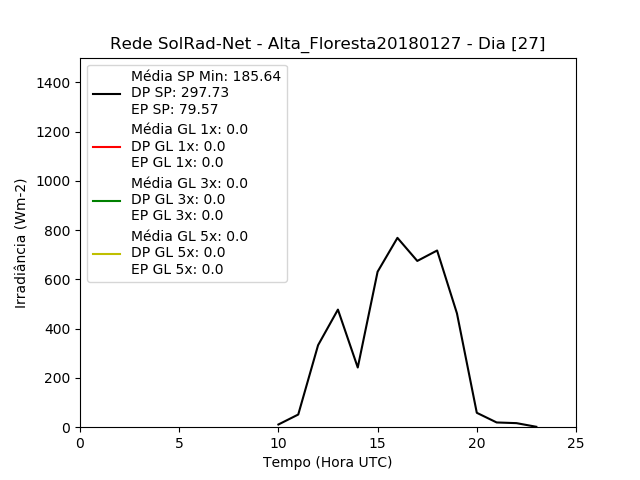 Rede SolRad-Net - Alta_Floresta20180127 - Dia [27]
Média SP Min: 185.64
DP SP: 297.73
EP SP: 79.57
Média GL 1x: 0.0
DP GL 1x: 0.0
EP GL 1x: 0.0
Média GL 3x: 0.0
DP GL 3x: 0.0
EP GL 3x: 0.0
Média GL 5x: 0.0
DP GL 5x: 0.0
EP GL 5x: 0.0
Irradiância (Wm-2)
1400
1200
1000
800
600
400
200
0
0 5 10 15 20 25
Tempo (Hora UTC)